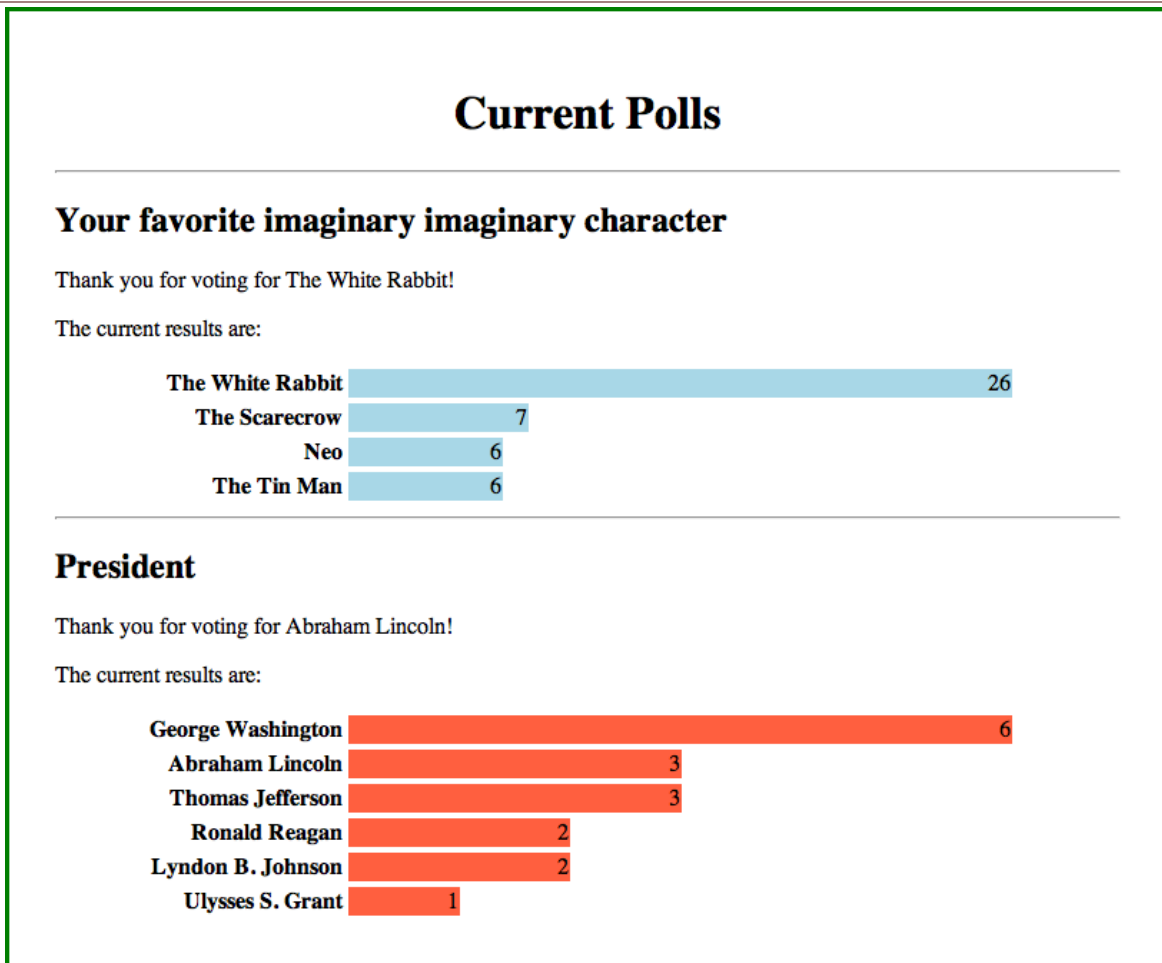 Current Polls
Your favorite imaginary imaginary character
Thank you for voting for The White Rabbit!
The current results are:
The White Rabbit 26
The Scarecrow 7
Neo 6
The Tin Man 6
President
Thank you for voting for Abraham Lincoln!
The current results are:
George Washington 6
Abraham Lincoln 3
Thomas Jefferson 3
Ronald Reagan 2
Lyndon B. Johnson 2
Ulysses S. Grant 1